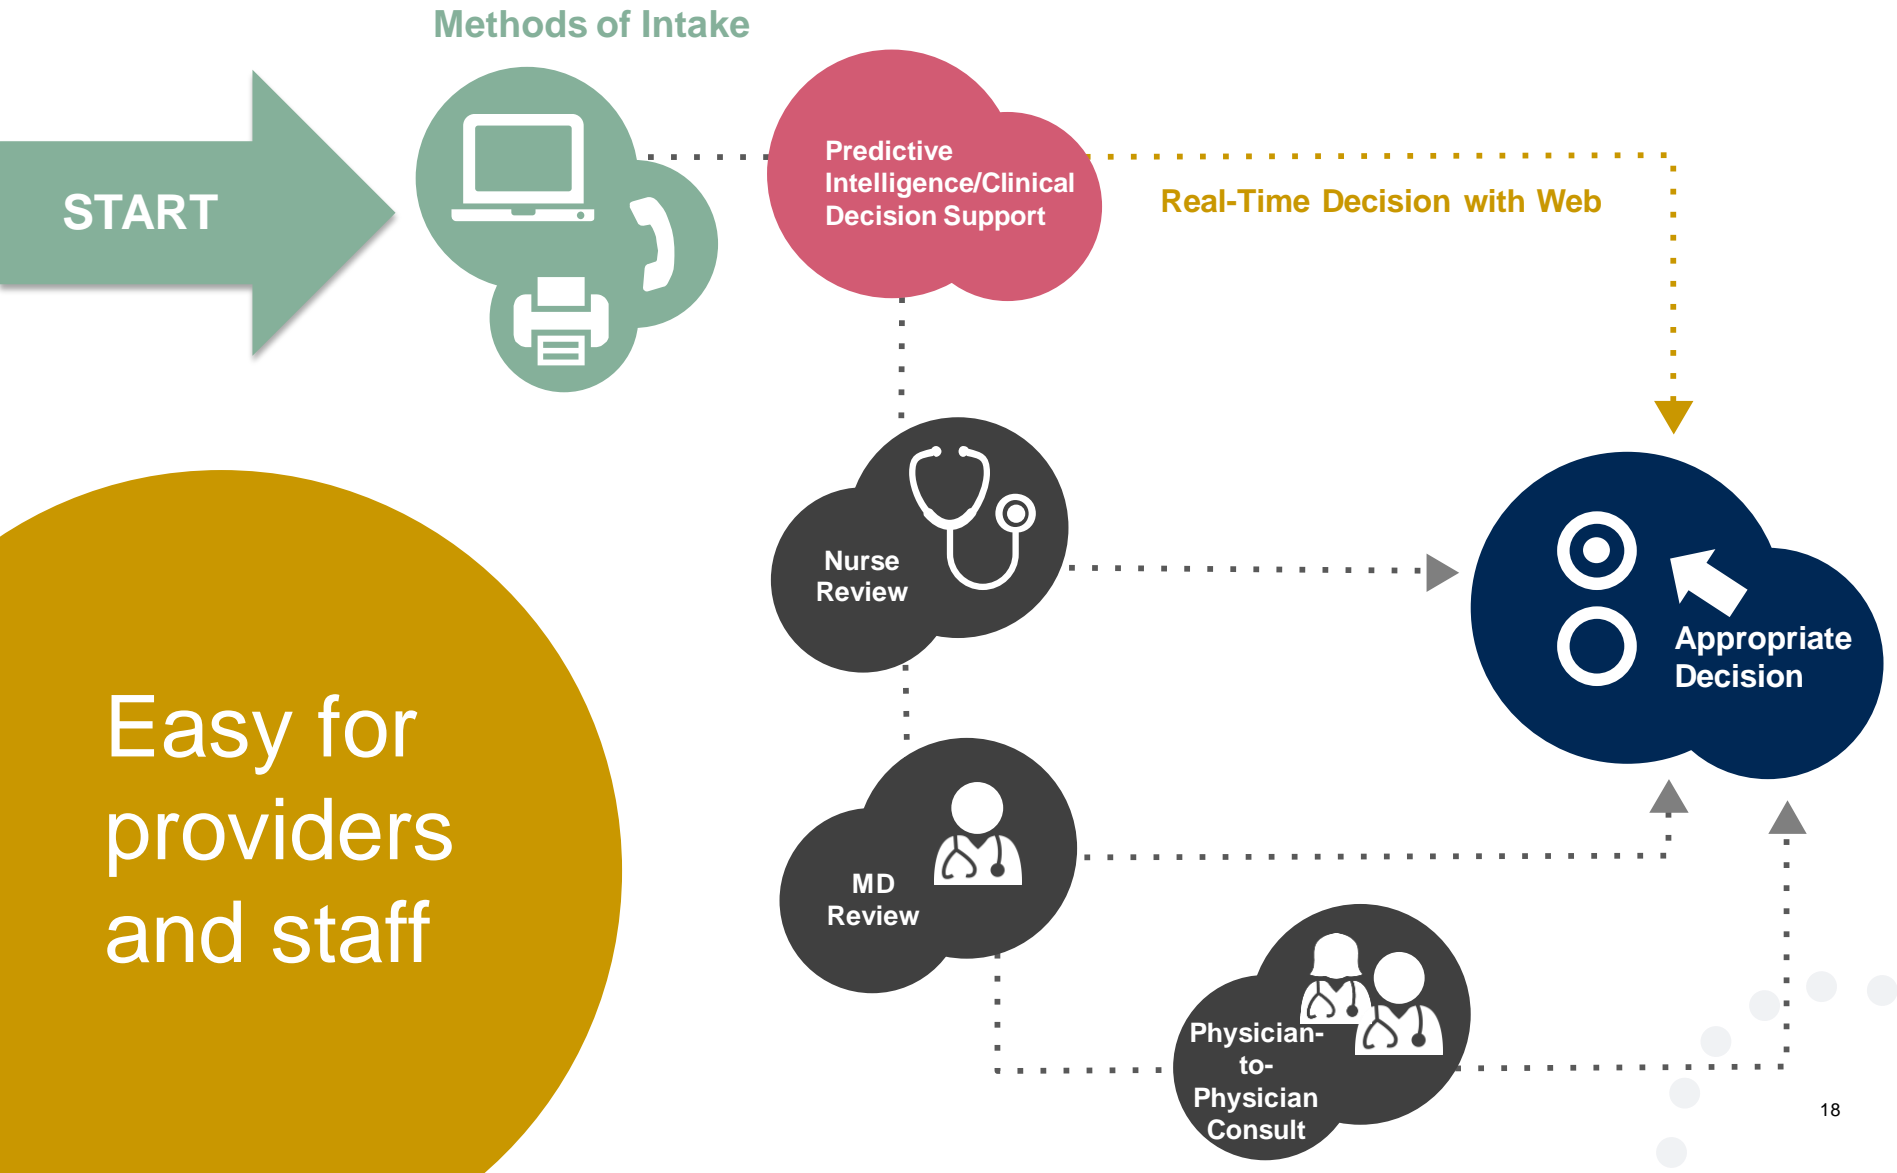 Methods of Intake
START
Predictive
Intelligence/Clinical
Decision Support
Real-Time Decision with Web
Nurse
Review
Appropriate
Decision
Easy for
providers
and staff
MD
Review
Physician-
to-
Physician
Consult
18